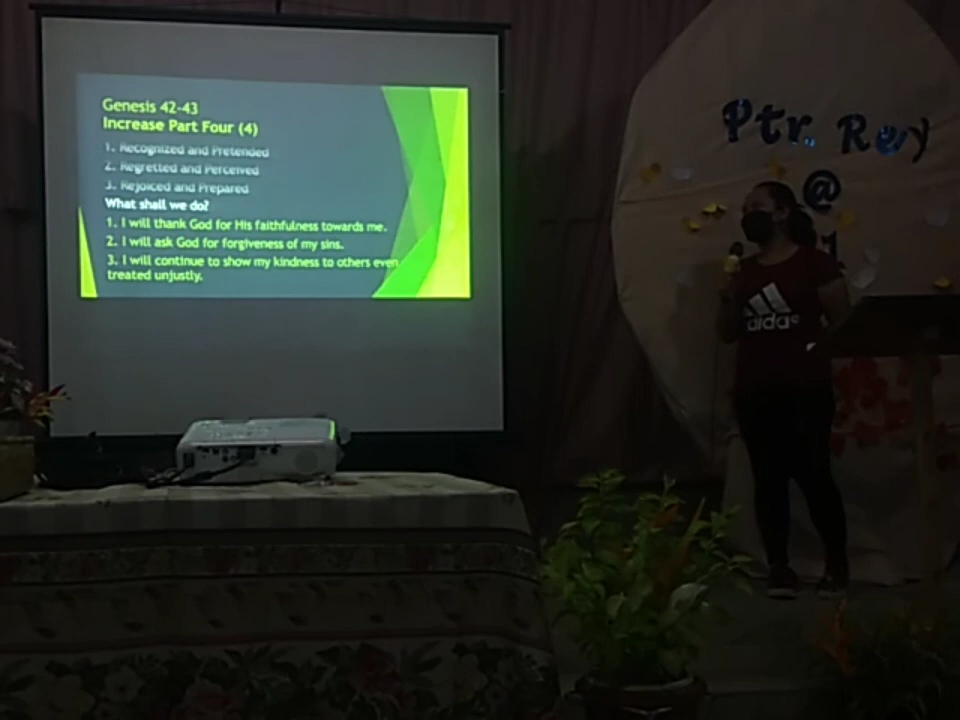 Genesis 42-43
Increase Part Four (4)
1. Recognized and Pretended
2. Regretted and Perceived
3. Rejoiced and Prepared
What shall we do?
1. I will thank God for His faithfulness towards me.
2. I will ask God for forgiveness of my sins.
3. I will continue to show my kindness to others even
treated unjustly.
Ptr. Rey
@
1
adidas